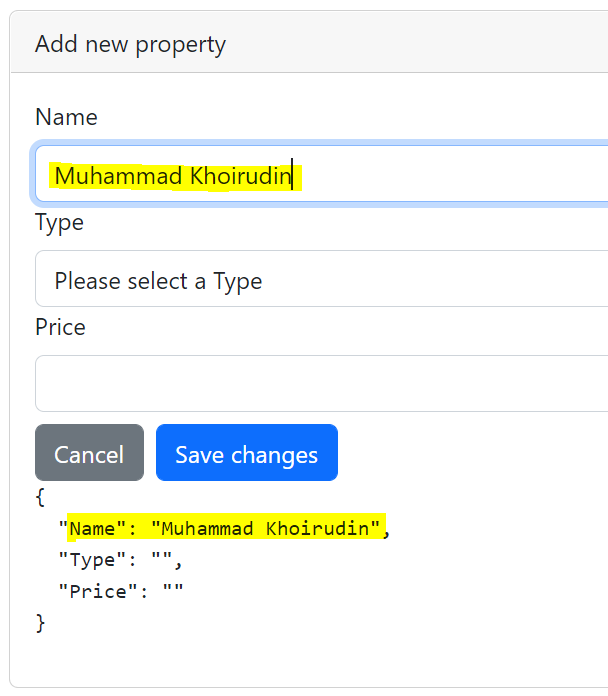 Add new property
Name
Muhammad Khoirudin
Type
Please select a Type
Price
Cancel Save changes
{
  "Name": "Muhammad Khoirudin",
  "Type": "",
  "Price": ""
}